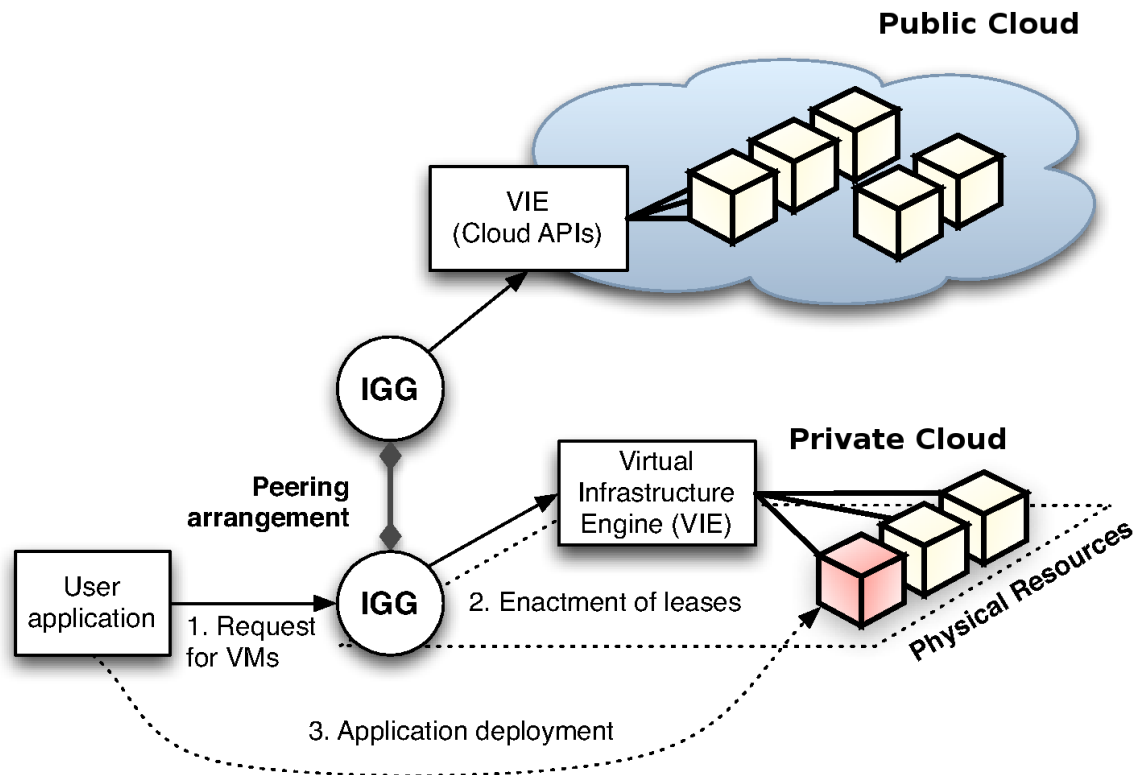 Public Cloud
VIE
(Cloud APIs)
IGG
Private Cloud
Virtual
Infrastructure
Engine (VIE)
Peering
arrangement
User
application
IGG
1. Request
for VMs
2. Enactment of leases
Physical Resources
3. Application deployment